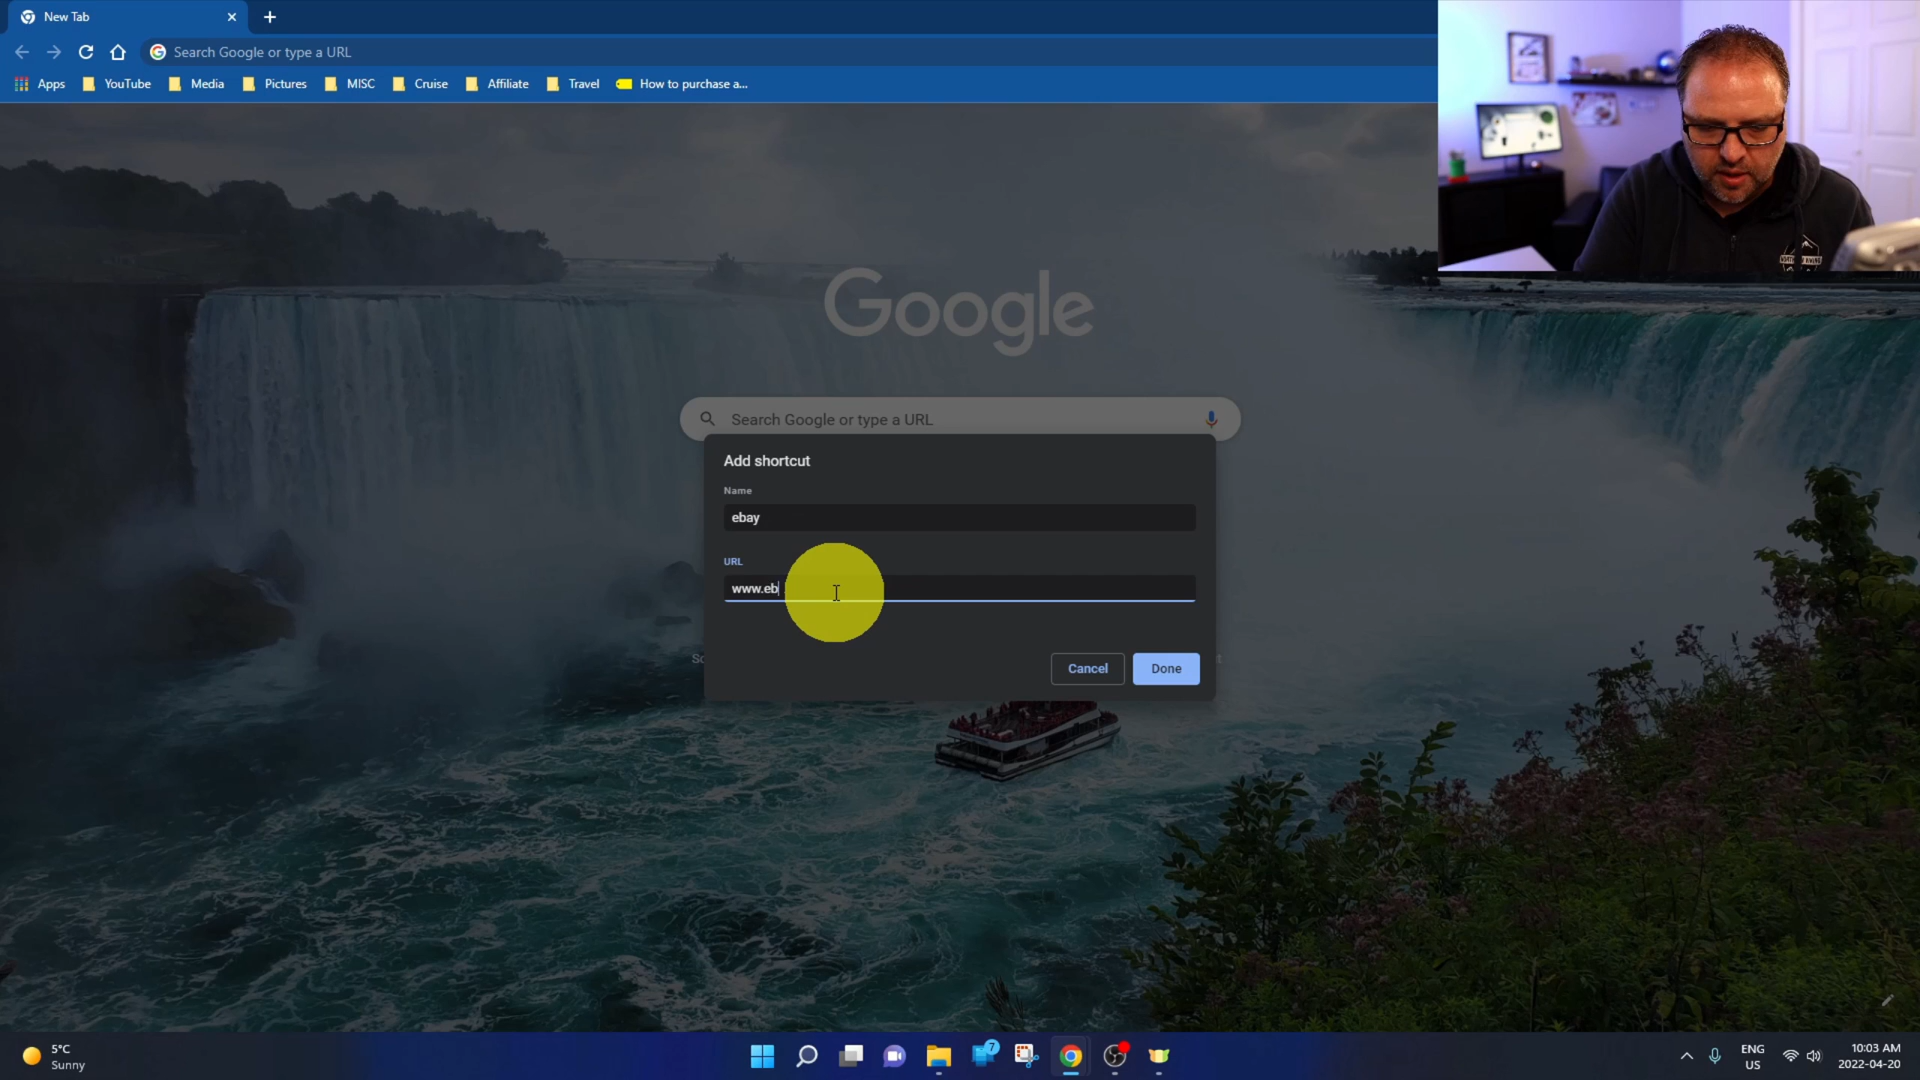 New Tab
Search Google or type a URL
Apps YouTube Media Pictures MISC Cruise Affiliate Travel How to purchase a...
Google
Search Google or type a URL
Add shortcut
Name
ebay
URL
www.eb
Cancel Done
5°C
Sunny
7
ENG
US
10:03 AM
2022-04-20